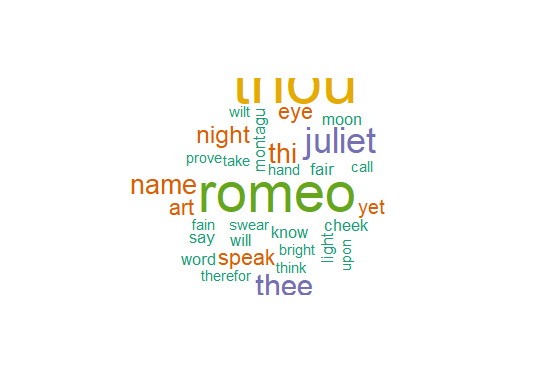 thou
wilt
eye
moon
night
montagu
juliet
prove
take
thi
hand
fair
call
name
romeo
art
yet
fain
swear
know
cheek
say
will
word
speak
bright
light
upon
think
therefor
thee